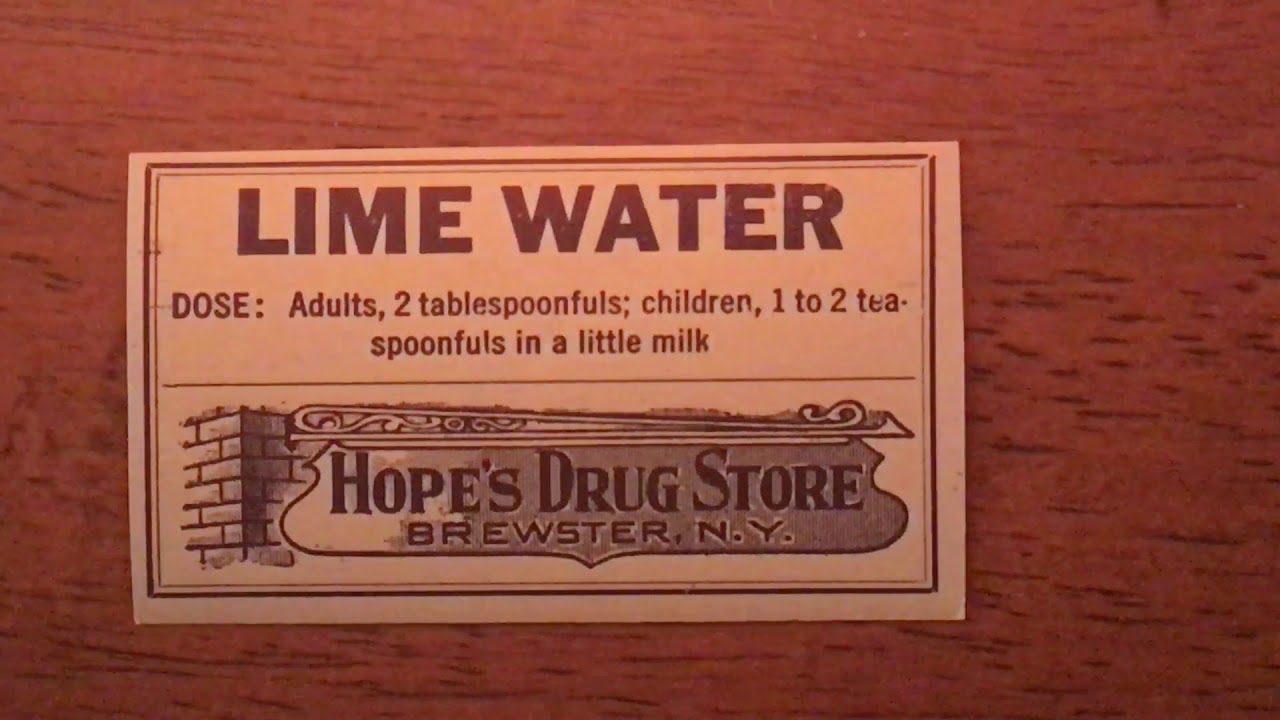 LIME WATER
DOSE: Adults, 2 tablespoonfuls; children, 1 to 2 tea-
spoonfuls in a little milk
HOPE'S DRUG STORE
BREWSTER, N.Y.